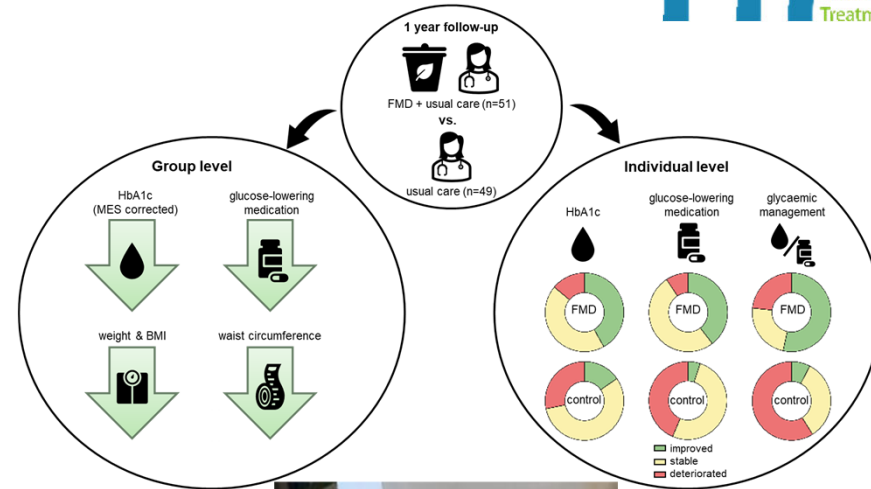 Treatm
1 year follow-up
FMD + usual care (n=51)
vs.
usual care (n=49)
Group level
HbA1c
(MES corrected)
glucose-lowering
medication
weight & BMI
waist circumference
Individual level
HbA1c
glucose-lowering
medication
glycaemic
management
FMD
FMD
FMD
control
control
control
improved
stable
deteriorated